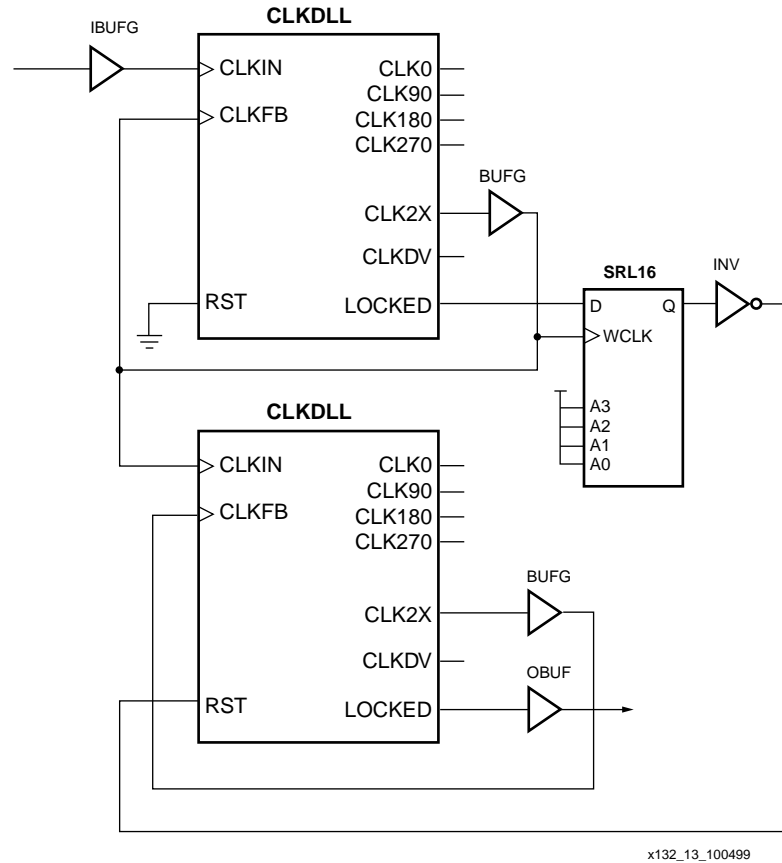 CLKDLL
IBUFG
CLKIN
CLK0
CLK90
CLKFB
CLK180
CLK270
BUFG
CLK2X
CLKDV
SRL16
INV
RST
LOCKED
D
Q
WCLK
A3
A2
A1
A0
CLKDLL
CLKIN
CLK0
CLK90
CLKFB
CLK180
CLK270
BUFG
CLK2X
CLKDV
OBUF
RST
LOCKED
x132_13_100499